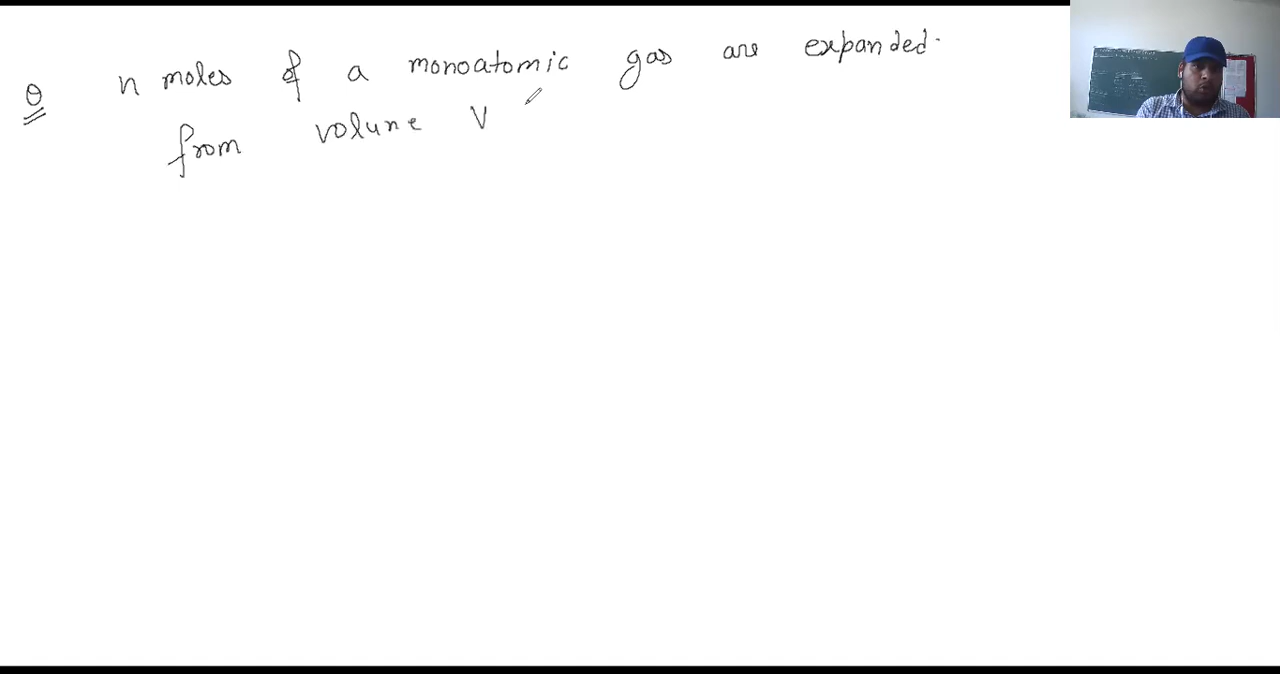 Q n moles of a monoatomic gas are expanded.
from volume V